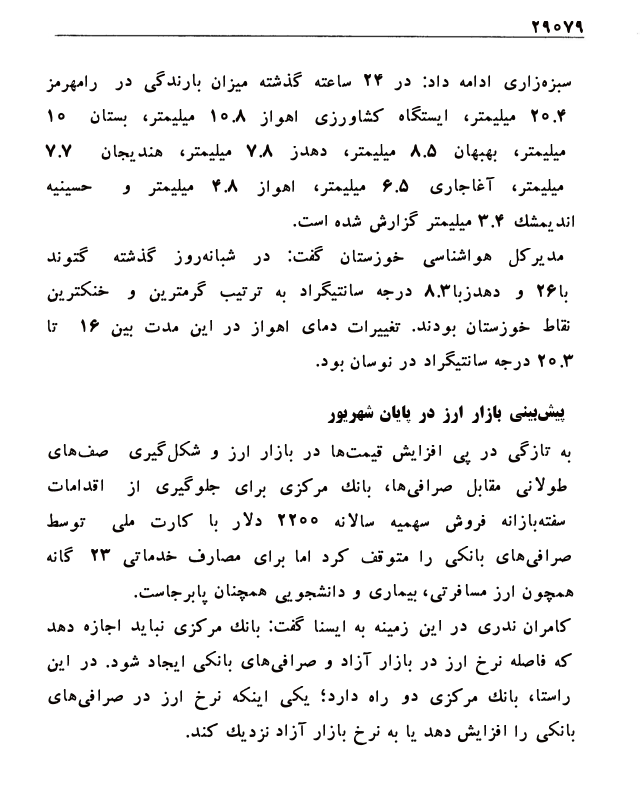 ۲۹۰۷۹
سبزه‌زاری ادامه داد: در ۲۴ ساعته گذشته میزان بارندگی در رامهرمز
۲۰.۴ میلیمتر، ایستگاه کشاورزی اهواز ۱۰.۸ میلیمتر، بستان ۱۰
میلیمتر، بهبهان ۸.۵ میلیمتر، دهدز ۷.۸ میلیمتر، هندیجان ۷.۷
میلیمتر، آغاجاری ۶.۵ میلیمتر، اهواز ۴.۸ میلیمتر و حسینیه
اندیمشك ۳.۴ میلیمتر گزارش شده است.
مدیرکل هواشناسی خوزستان گفت: در شبانه‌روز گذشته گتوند
با۲۶ و دهدزبا۸.۳ درجه سانتیگراد به ترتیب گرمترین و خنکترین
نقاط خوزستان بودند. تغییرات دمای اهواز در این مدت بین ۱۶ تا
۲۰.۳ درجه سانتیگراد در نوسان بود.
پیش‌بینی بازار ارز در پایان شهریور
به تازگی در پی افزایش قیمت‌ها در بازار ارز و شکل‌گیری صف‌های
طولانی مقابل صرافی‌ها، بانك مرکزی برای جلوگیری از اقدامات
سفته‌بازانه فروش سهمیه سالانه ۲۲۰۰ دلار با کارت ملی توسط
صرافی‌های بانکی را متوقف کرد اما برای مصارف خدماتی ۲۳ گانه
همچون ارز مسافرتی، بیماری و دانشجویی همچنان پابرجاست.
کامران ندری در این زمینه به ایسنا گفت: بانك مرکزی نباید اجازه دهد
که فاصله نرخ ارز در بازار آزاد و صرافی‌های بانکی ایجاد شود. در این
راستا، بانك مرکزی دو راه دارد؛ یکی اینکه نرخ ارز در صرافی‌های
بانکی را افزایش دهد یا به نرخ بازار آزاد نزدیك کند.